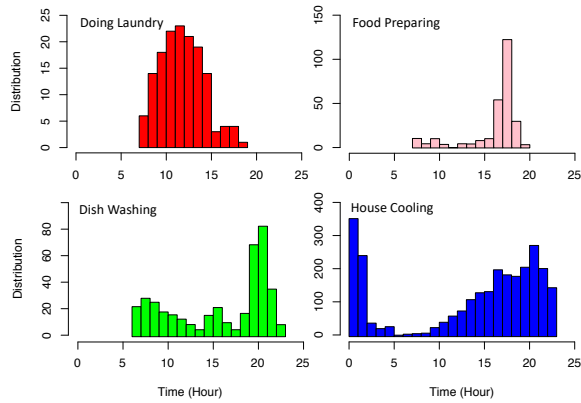 Doing Laundry
Distribution
0 5 10 15 20 25
0 5 10 15 20 25
Food Preparing
0 50 100 150
0 5 10 15 20 25
Dish Washing
Distribution
0 20 40 60 80
0 5 10 15 20 25
Time (Hour)
House Cooling
0 100 200 300 400
0 5 10 15 20 25
Time (Hour)